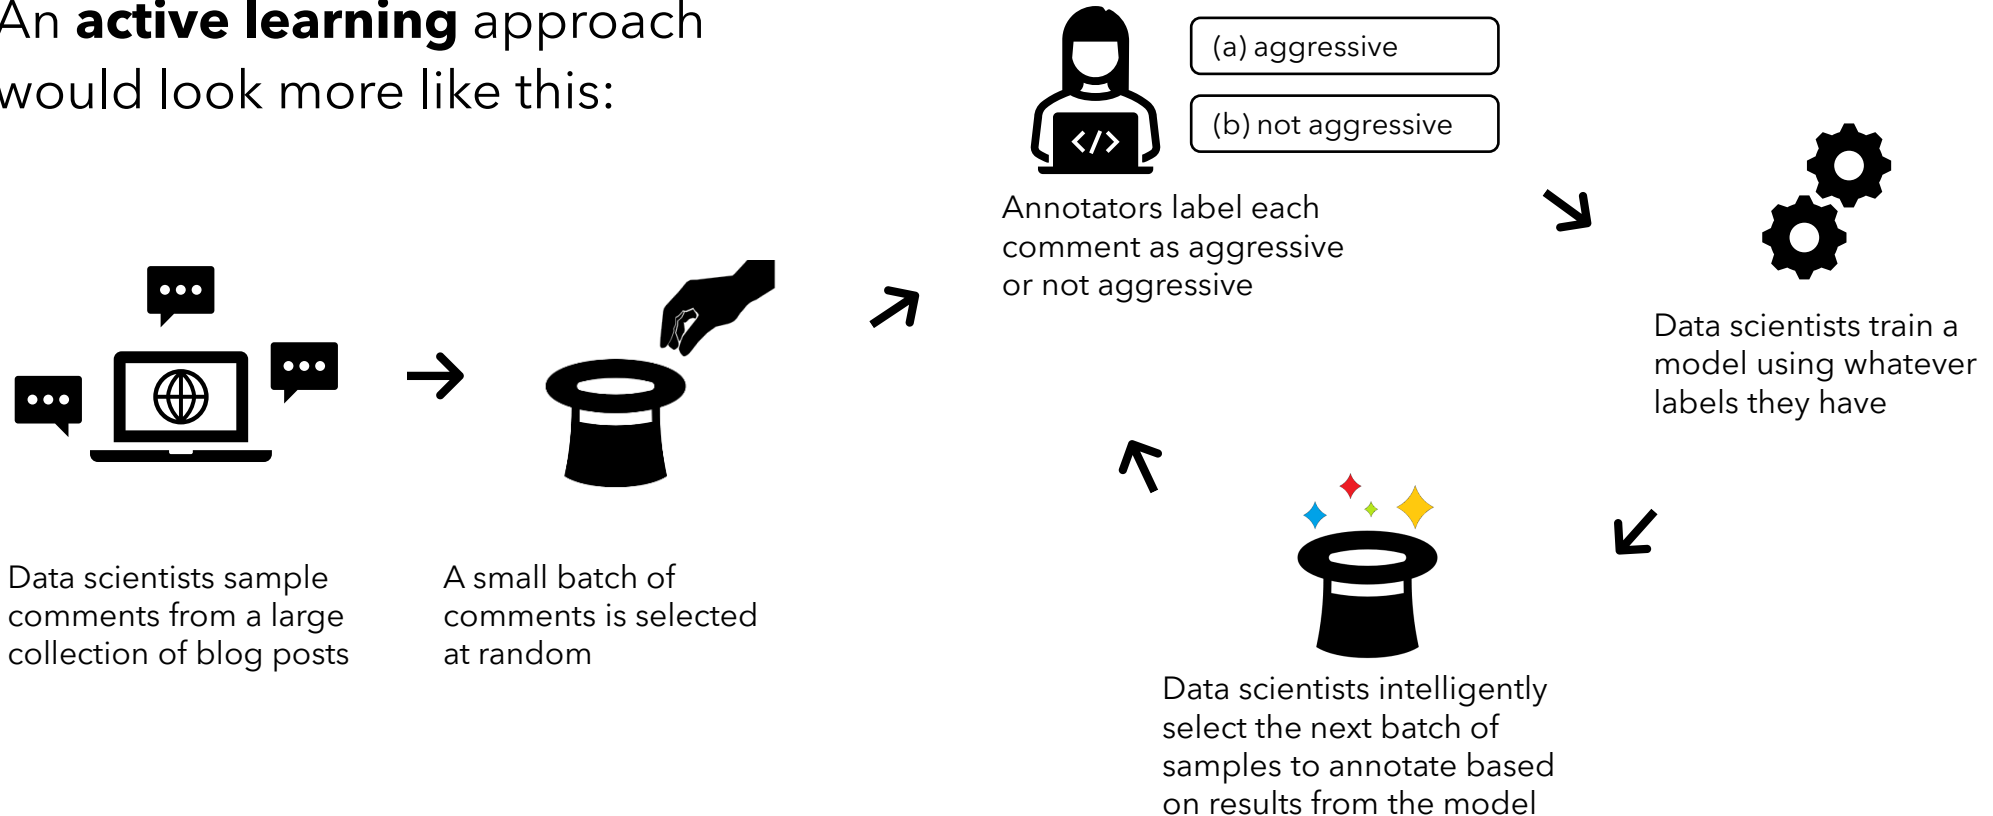 An active learning approach
would look more like this:
(a) aggressive
(b) not aggressive
</>
Annotators label each
comment as aggressive
or not aggressive
Data scientists train a
model using whatever
labels they have
Data scientists sample
comments from a large
collection of blog posts
A small batch of
comments is selected
at random
Data scientists intelligently
select the next batch of
samples to annotate based
on results from the model